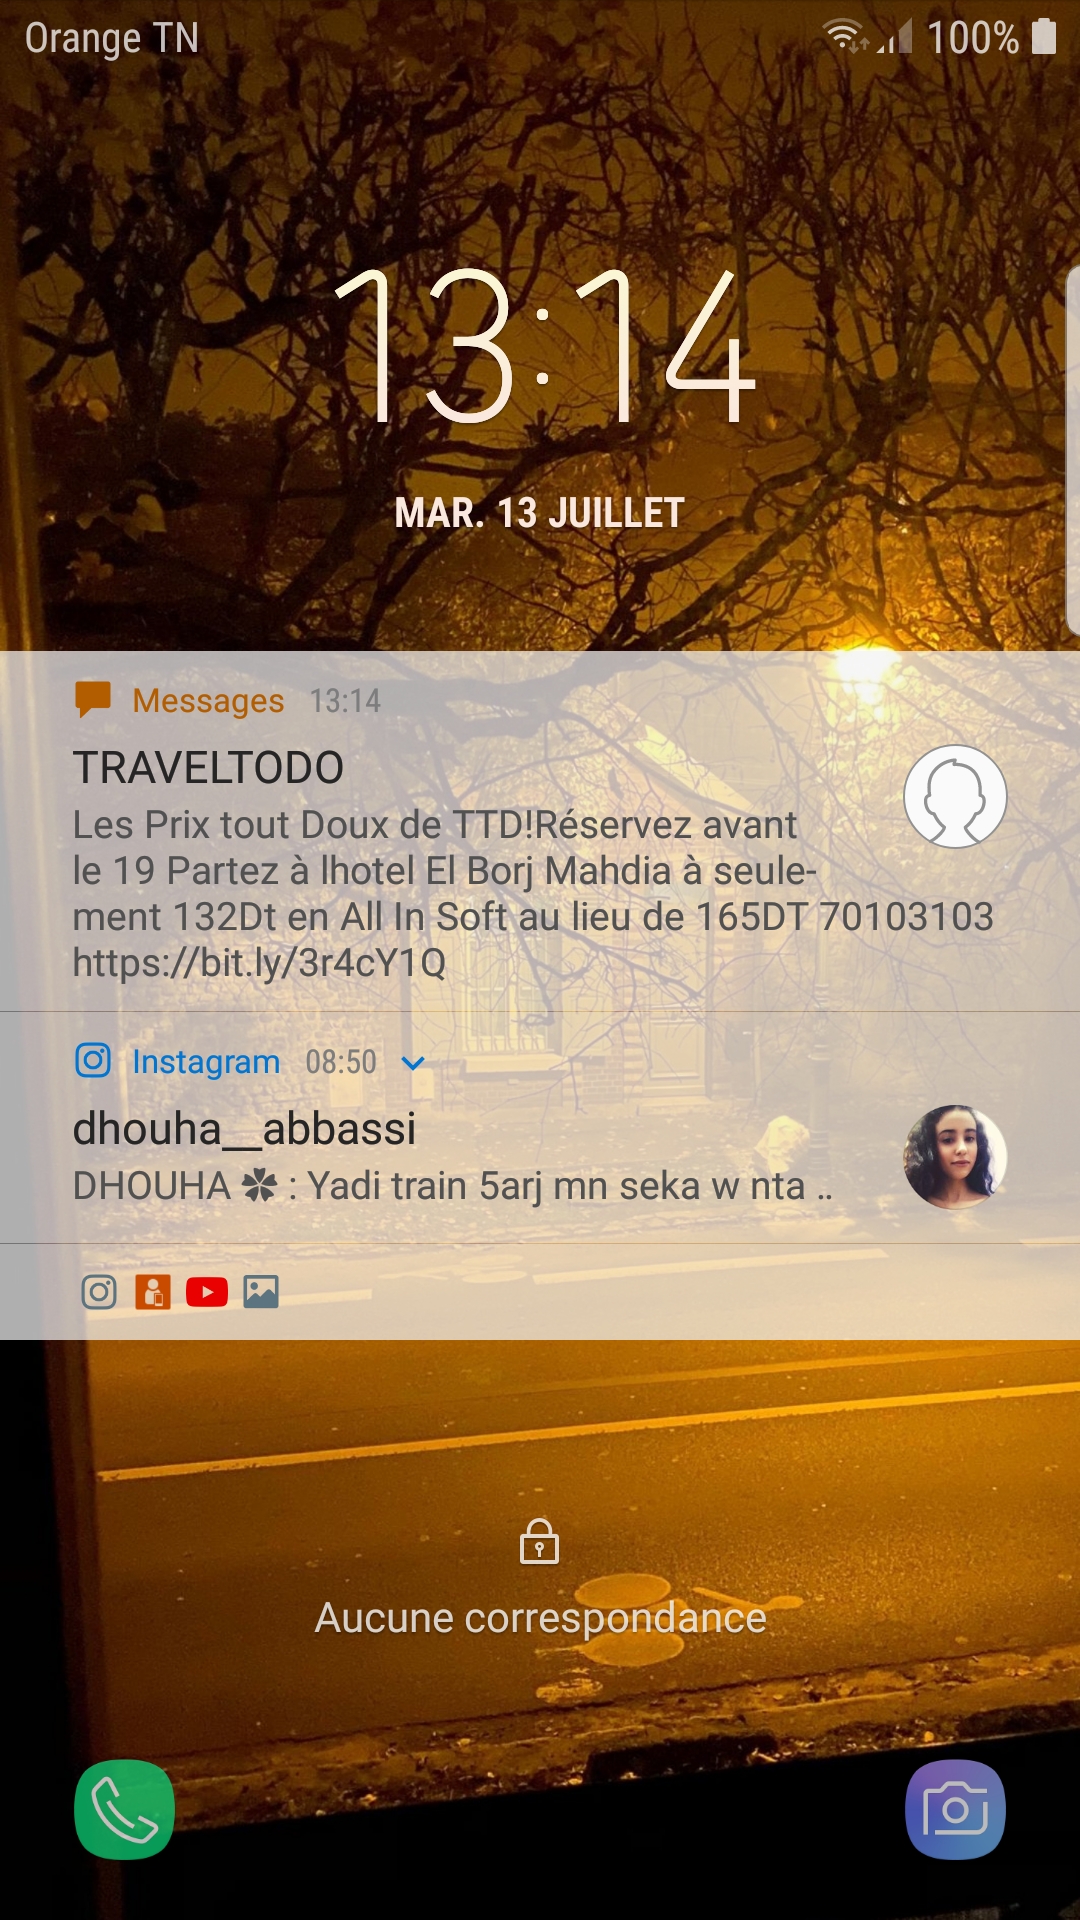 Orange TN
100%
13:14
MAR. 13 JUILLET
Messages 13:14
TRAVELTODO
Les Prix tout Doux de TTD!Réservez avant
le 19 Partez à lhotel El Borj Mahdia à seule-
ment 132Dt en All In Soft au lieu de 165DT 70103103
https://bit.ly/3r4cY1Q
Instagram 08:50
dhouha__abbassi
DHOUHA ✽ : Yadi train 5arj mn seka w nta ..
Aucune correspondance